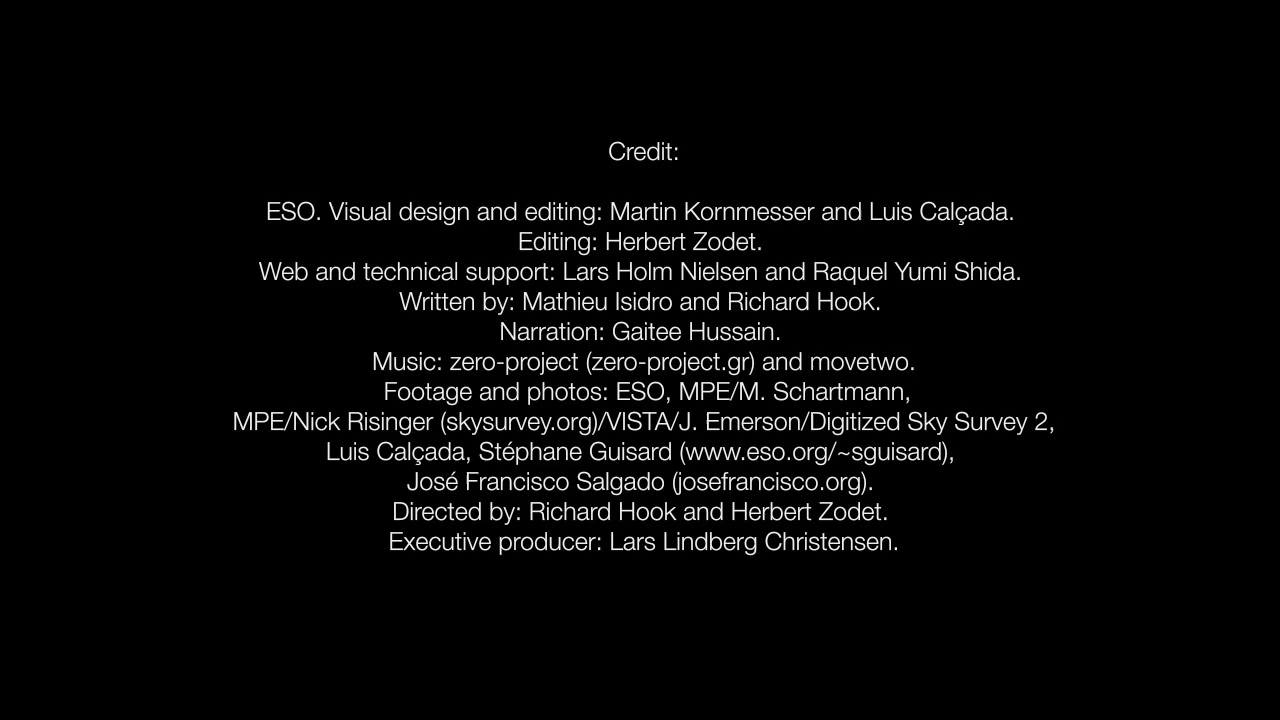 Credit:
ESO. Visual design and editing: Martin Kornmesser and Luis Calçada.
Editing: Herbert Zodet.
Web and technical support: Lars Holm Nielsen and Raquel Yumi Shida.
Written by: Mathieu Isidro and Richard Hook.
Narration: Gaitee Hussain.
Music: zero-project (zero-project.gr) and movetwo.
Footage and photos: ESO, MPE/M. Schartmann,
MPE/Nick Risinger (skysurvey.org)/VISTA/J. Emerson/Digitized Sky Survey 2,
Luis Calçada, Stéphane Guisard (www.eso.org/~sguisard),
José Francisco Salgado (josefrancisco.org).
Directed by: Richard Hook and Herbert Zodet.
Executive producer: Lars Lindberg Christensen.